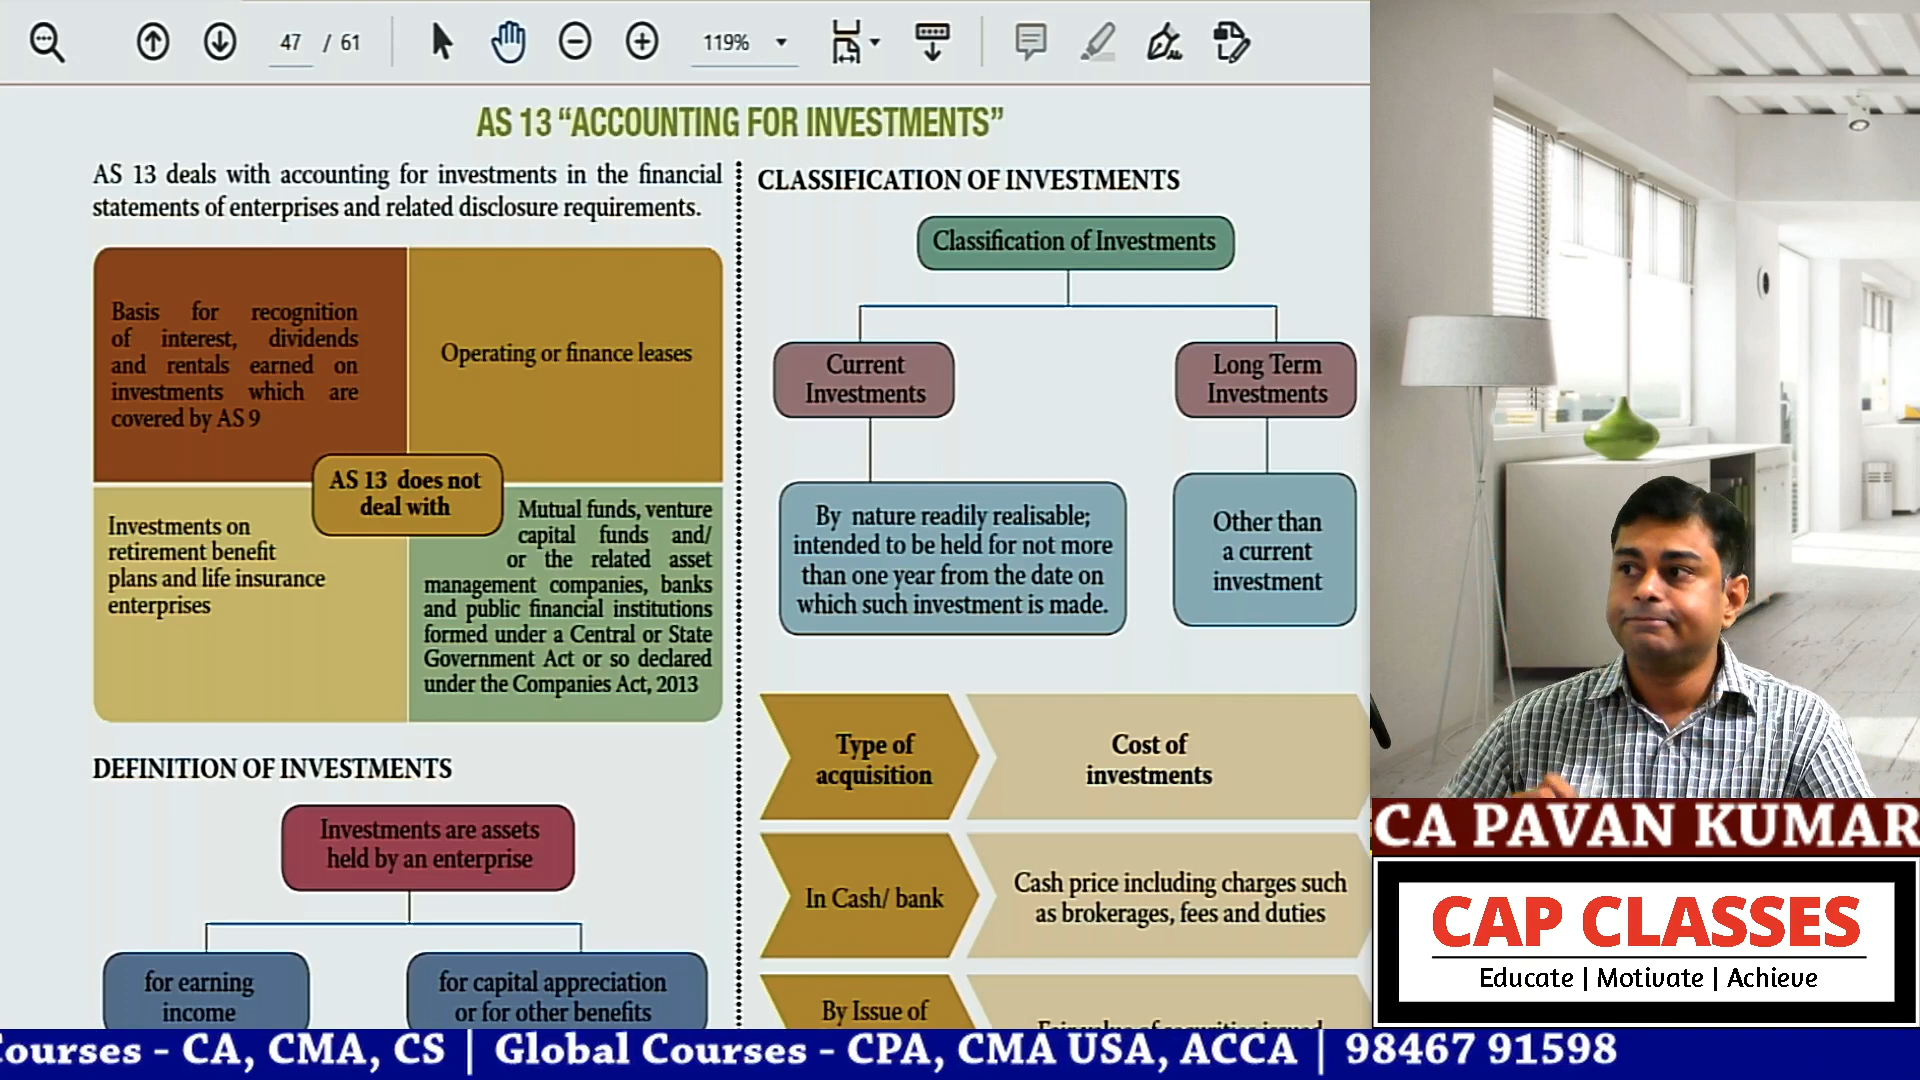 47 / 61
119%
AS 13 “ACCOUNTING FOR INVESTMENTS”
AS 13 deals with accounting for investments in the financial
statements of enterprises and related disclosure requirements.
Basis for recognition
of interest, dividends
and rentals earned on
investments which are
covered by AS 9
Operating or finance leases
AS 13 does not
deal with
Investments on
retirement benefit
plans and life insurance
enterprises
Mutual funds, venture
capital funds and/
or the related asset
management companies, banks
and public financial institutions
formed under a Central or State
Government Act or so declared
under the Companies Act, 2013
DEFINITION OF INVESTMENTS
Investments are assets
held by an enterprise
for earning
income
for capital appreciation
or for other benefits
CLASSIFICATION OF INVESTMENTS
Classification of Investments
Current
Investments
Long Term
Investments
By nature readily realisable;
intended to be held for not more
than one year from the date on
which such investment is made.
Other than
a current
investment
Type of
acquisition
Cost of
investments
In Cash/ bank
Cash price including charges such
as brokerages, fees and duties
By Issue of
Fair value of securities issued
CA PAVAN KUMAR
CAP CLASSES
Educate | Motivate | Achieve
Courses - CA, CMA, CS | Global Courses - CPA, CMA USA, ACCA | 98467 91598